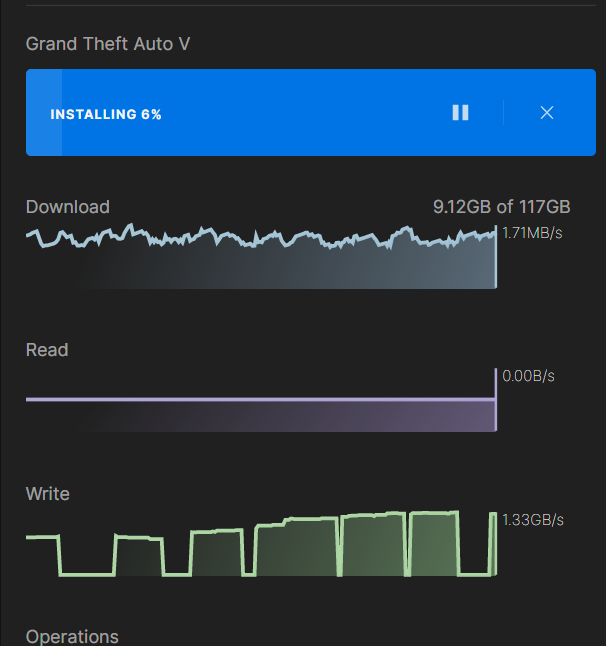 Grand Theft Auto V
INSTALLING 6%
Download 9.12GB of 117GB
1.71MB/s
Read
0.00B/s
Write
1.33GB/s
Operations